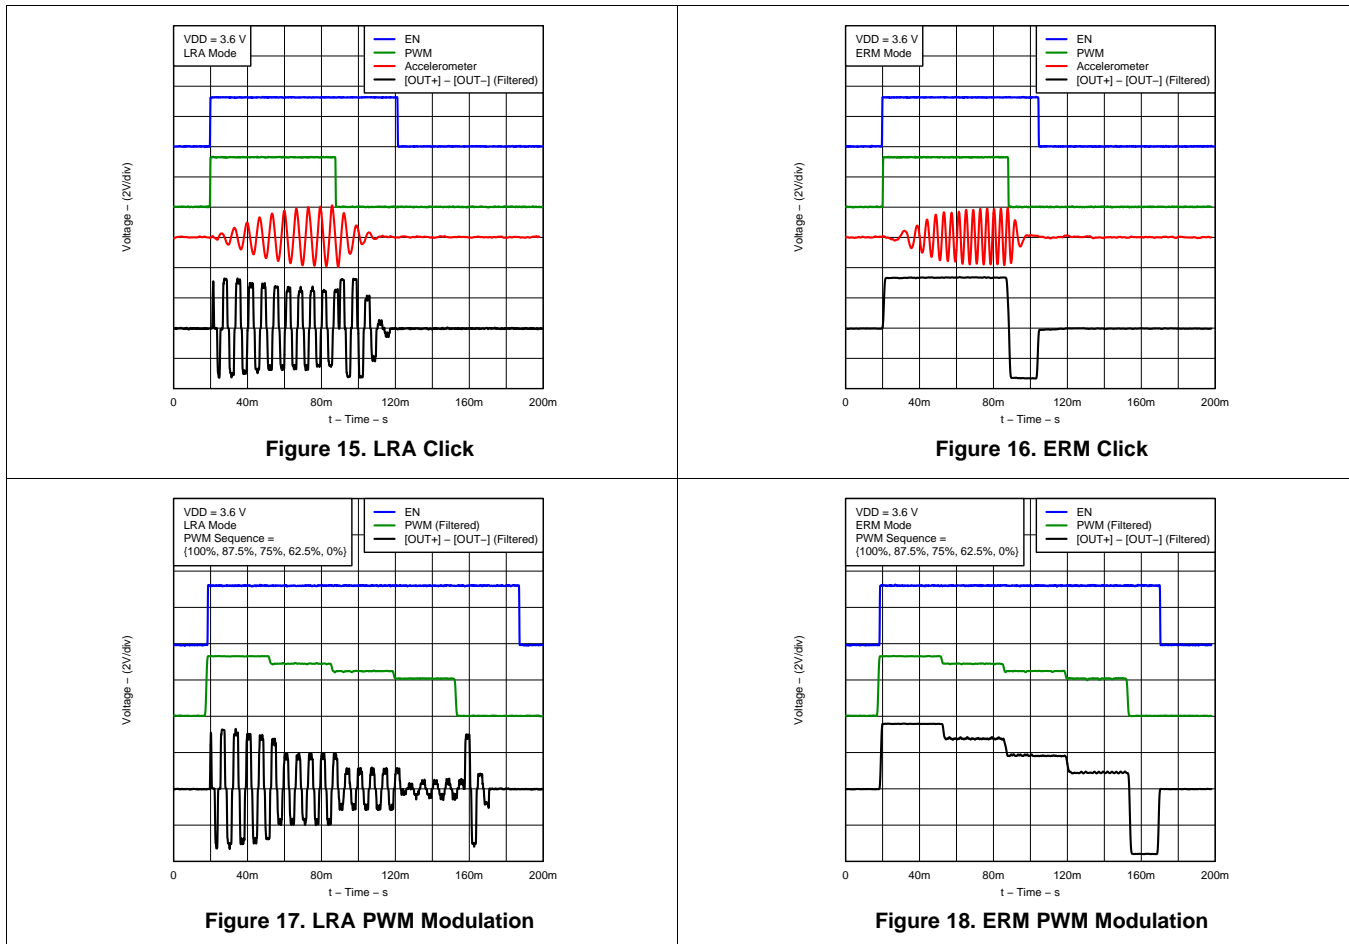 VDD = 3.6 V
LRA Mode
EN
PWM
Accelerometer
[OUT+] − [OUT−] (Filtered)
Voltage − (2V/div)
0 40m 80m 120m 160m 200m
t − Time − s
Figure 15. LRA Click
VDD = 3.6 V
ERM Mode
EN
PWM
Accelerometer
[OUT+] − [OUT−] (Filtered)
Voltage − (2V/div)
0 40m 80m 120m 160m 200m
t − Time − s
Figure 16. ERM Click
VDD = 3.6 V
LRA Mode
PWM Sequence =
{100%, 87.5%, 75%, 62.5%, 0%}
EN
PWM (Filtered)
[OUT+] − [OUT−] (Filtered)
Voltage − (2V/div)
0 40m 80m 120m 160m 200m
t − Time − s
Figure 17. LRA PWM Modulation
VDD = 3.6 V
ERM Mode
PWM Sequence =
{100%, 87.5%, 75%, 62.5%, 0%}
EN
PWM (Filtered)
[OUT+] − [OUT−] (Filtered)
Voltage − (2V/div)
0 40m 80m 120m 160m 200m
t − Time − s
Figure 18. ERM PWM Modulation